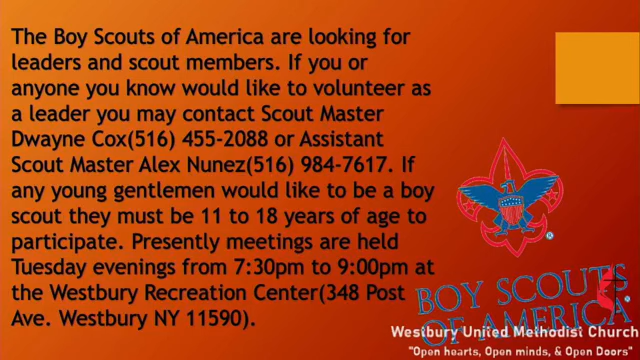 The Boy Scouts of America are looking for
leaders and scout members. If you or
anyone you know would like to volunteer as
a leader you may contact Scout Master
Dwayne Cox(516) 455-2088 or Assistant
Scout Master Alex Nunez(516) 984-7617. If
any young gentlemen would like to be a boy
scout they must be 11 to 18 years of age to
participate. Presently meetings are held
Tuesday evenings from 7:30pm to 9:00pm at
the Westbury Recreation Center(348 Post
Ave. Westbury NY 11590).
BOY SCOUTS
OF AMERICA
Westbury United Methodist Church
"Open hearts, Open minds, & Open Doors"